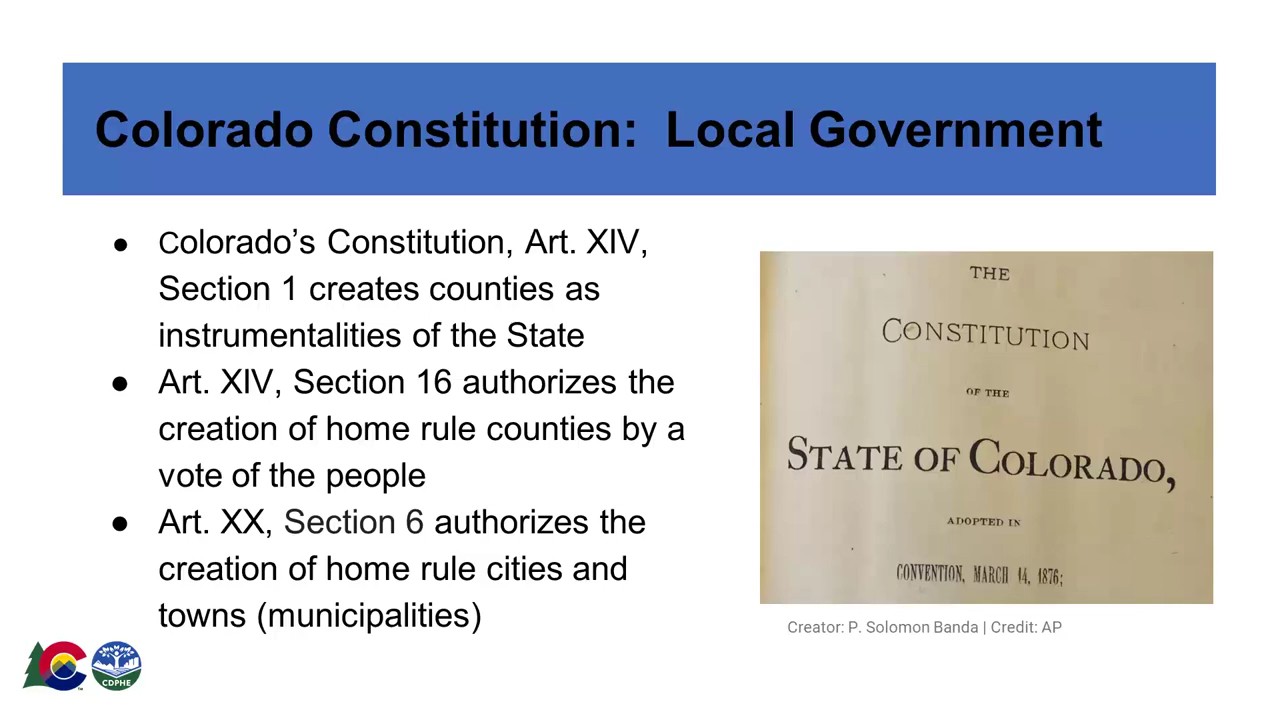 Colorado Constitution:  Local Government
● Colorado’s Constitution, Art. XIV,
Section 1 creates counties as
instrumentalities of the State
● Art. XIV, Section 16 authorizes the
creation of home rule counties by a
vote of the people
● Art. XX, Section 6 authorizes the
creation of home rule cities and
towns (municipalities)
THE
CONSTITUTION
OF THE
STATE OF COLORADO,
ADOPTED IN
CONVENTION, MARCH 14, 1876;
Creator: P. Solomon Banda | Credit: AP
CDPHE